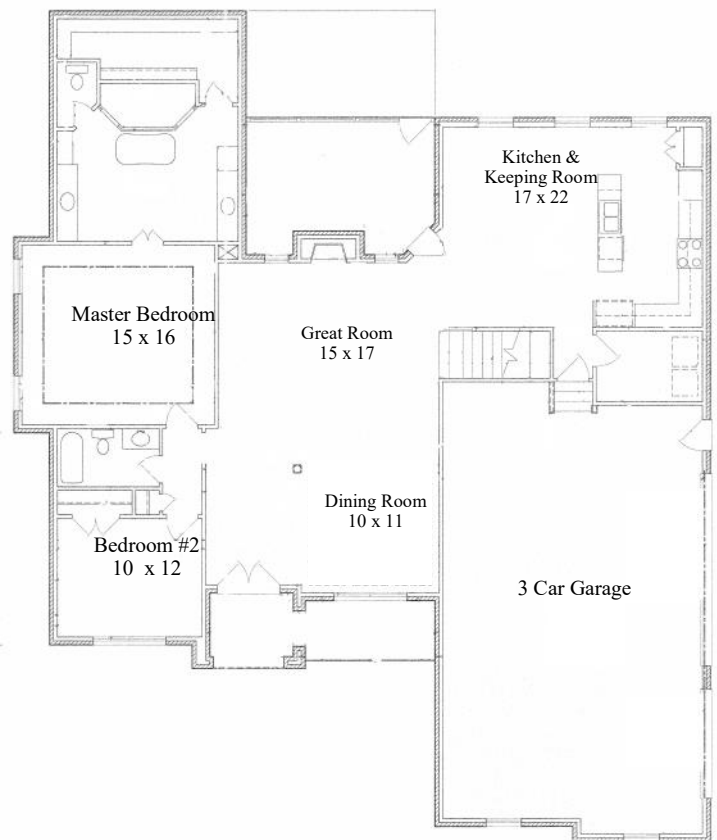 Kitchen &
Keeping Room
17 x 22
Master Bedroom
15 x 16
Great Room
15 x 17
Dining Room
10 x 11
Bedroom #2
10  x 12
3 Car Garage